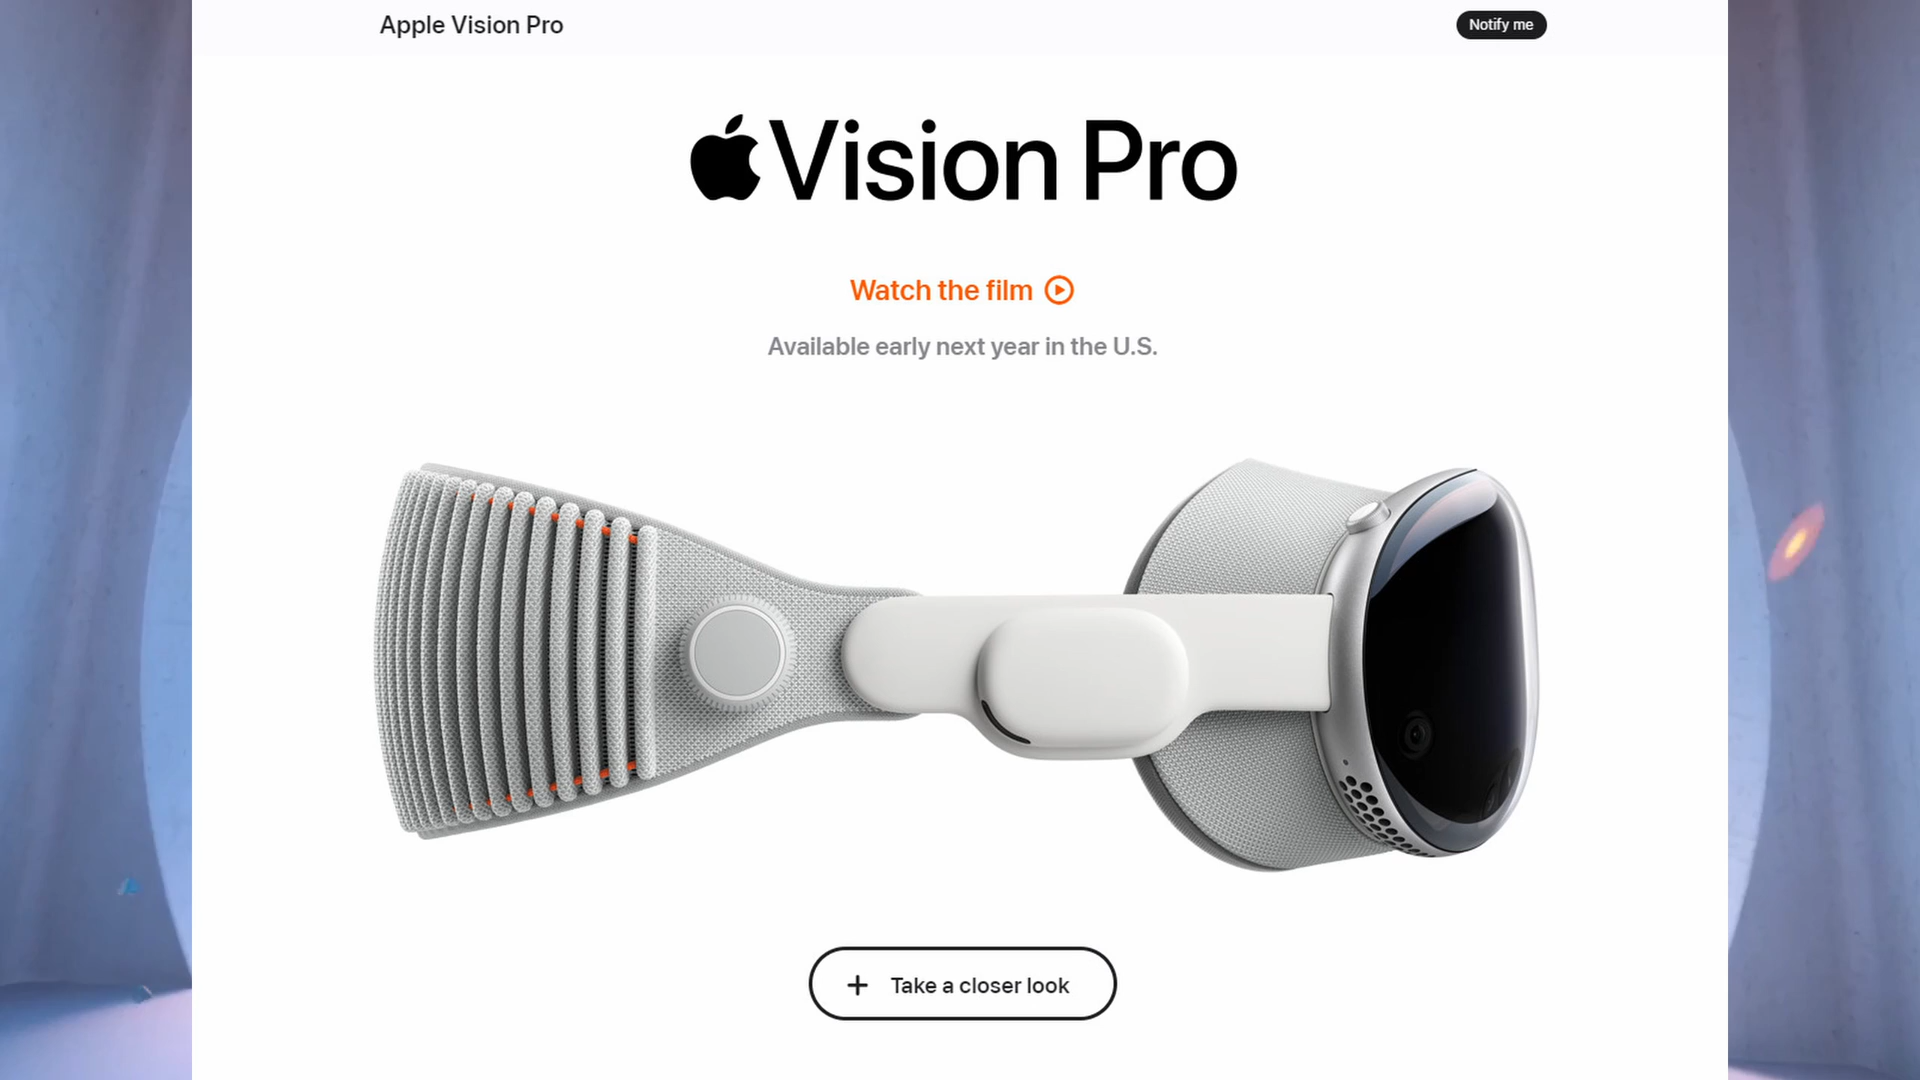 Apple Vision Pro
Notify me
Vision Pro
Watch the film
Available early next year in the U.S.
Take a closer look